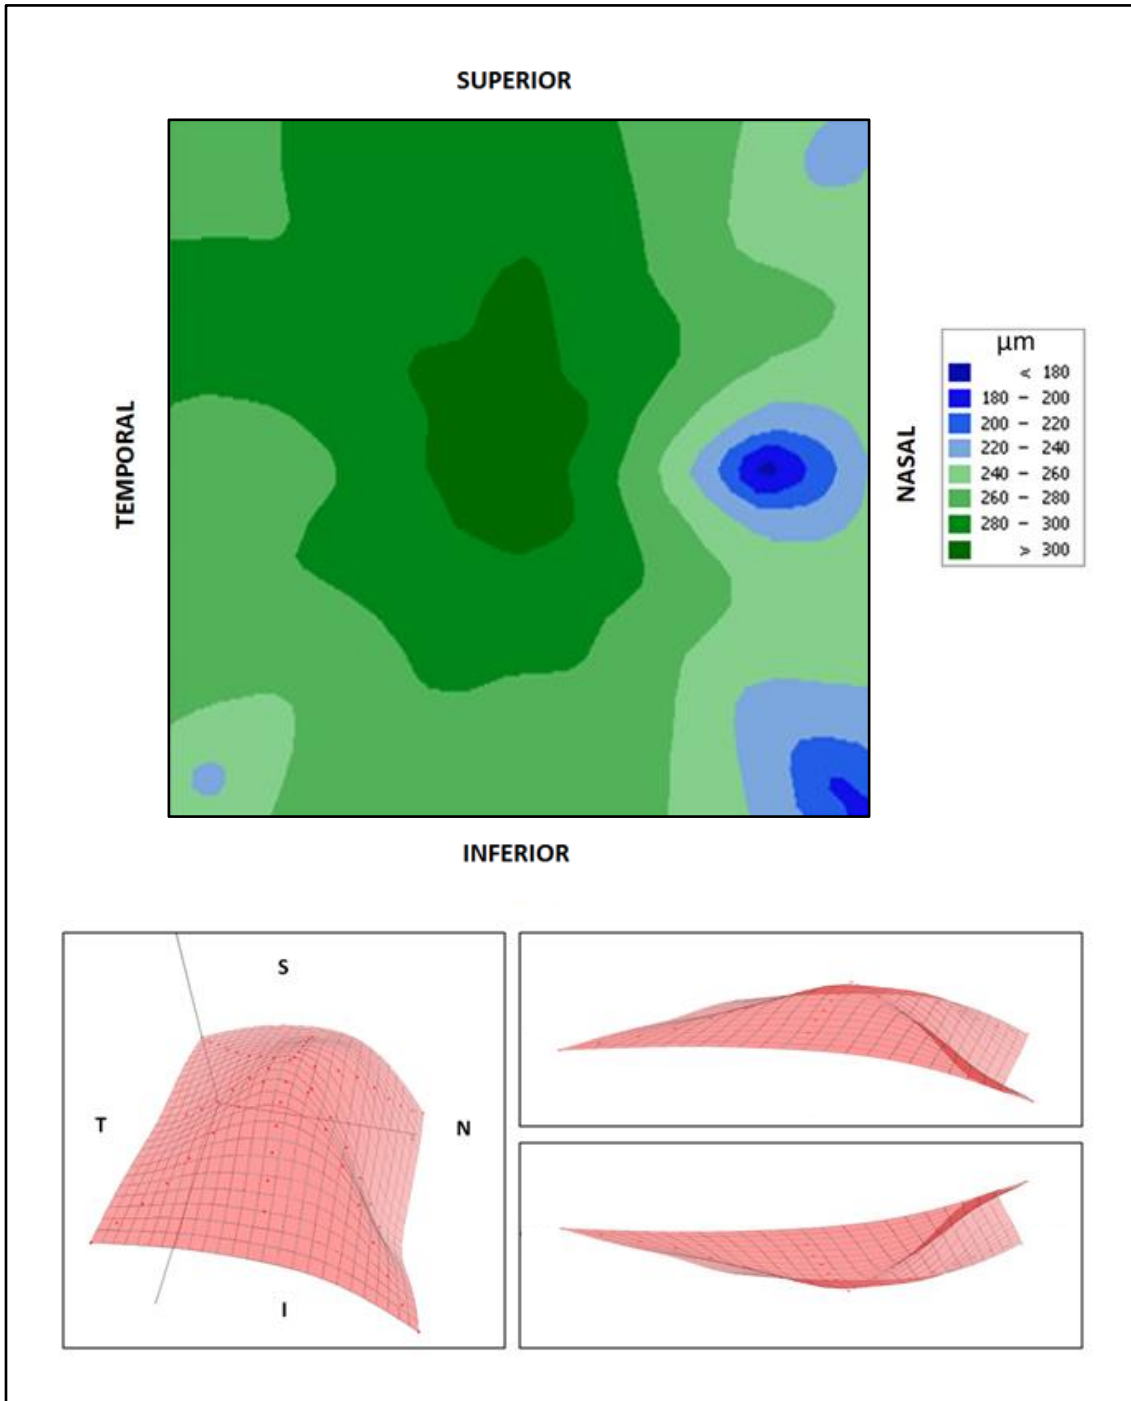 SUPERIOR
TEMPORAL
NASAL
µm
< 180
180 - 200
200 - 220
220 - 240
240 - 260
260 - 280
280 - 300
> 300
INFERIOR
S
T
N
I